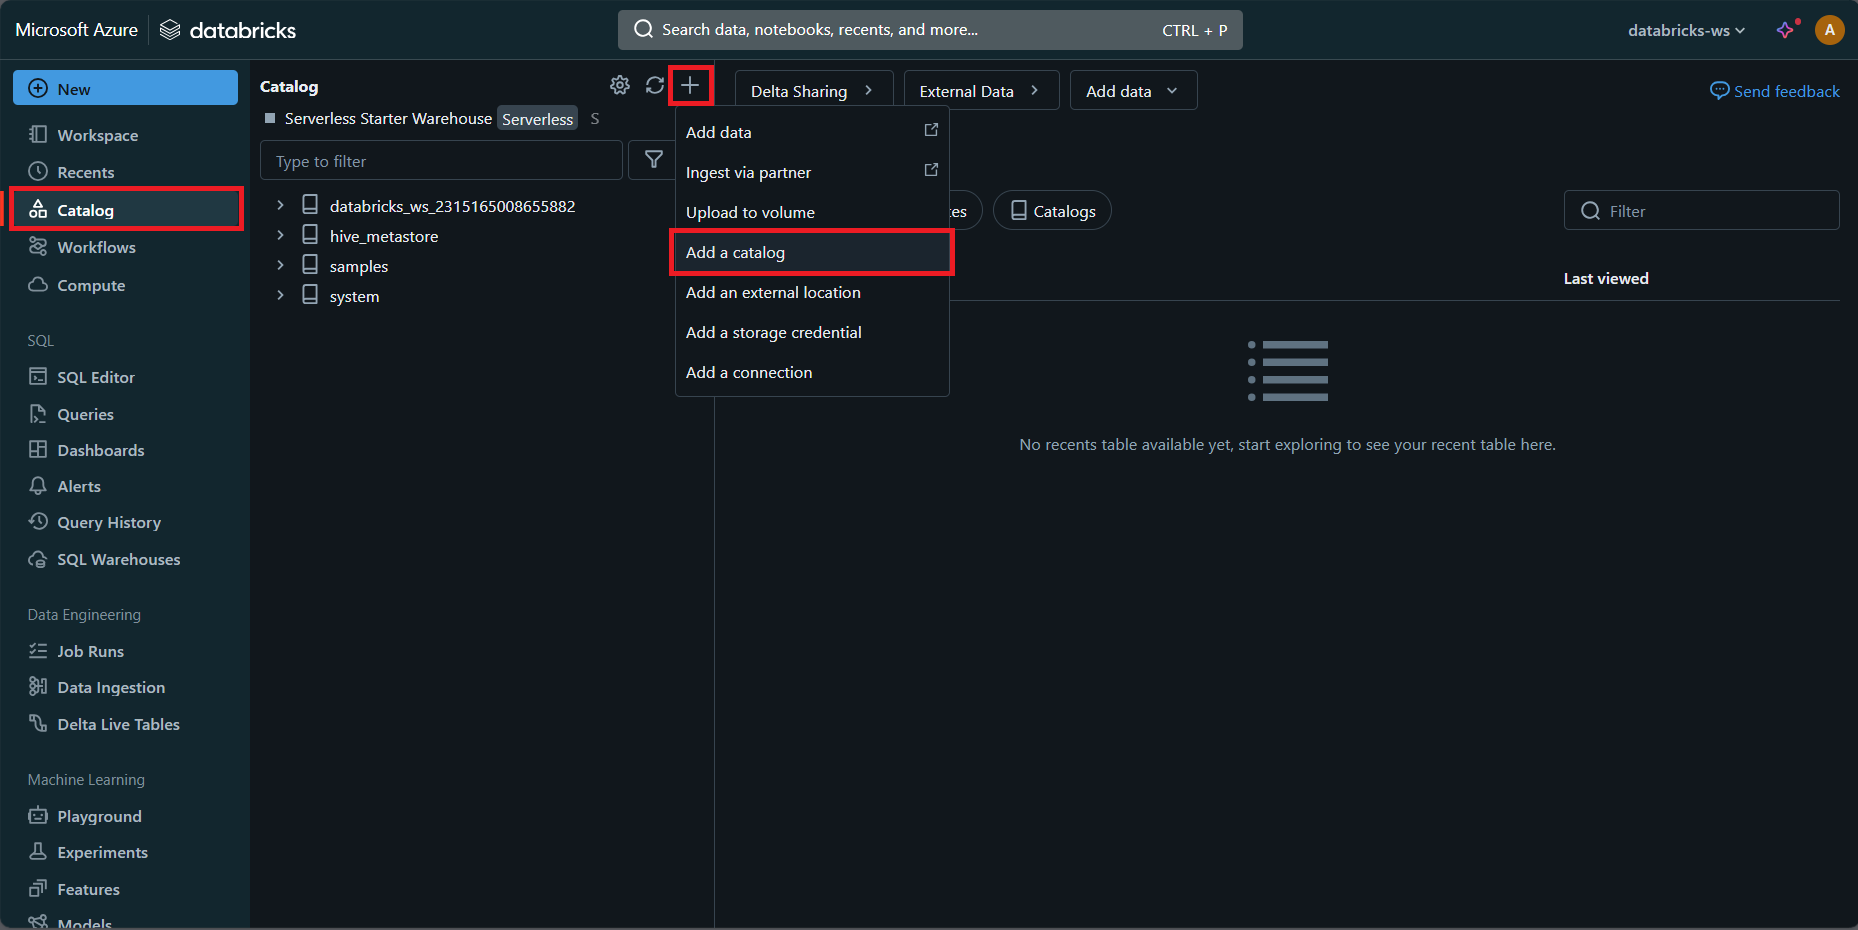 Microsoft Azure databricks
Search data, notebooks, recents, and more... CTRL + P
databricks-ws
A
New
Workspace
Recents
Catalog
Workflows
Compute
SQL
SQL Editor
Queries
Dashboards
Alerts
Query History
SQL Warehouses
Data Engineering
Job Runs
Data Ingestion
Delta Live Tables
Machine Learning
Playground
Experiments
Features
Models
Catalog
Serverless Starter Warehouse Serverless S
Type to filter
databricks_ws_2315165008655882
hive_metastore
samples
system
Add data
Ingest via partner
Upload to volume
Add a catalog
Add an external location
Add a storage credential
Add a connection
Delta Sharing External Data Add data
Send feedback
Catalogs
Filter
Last viewed
No recents table available yet, start exploring to see your recent table here.